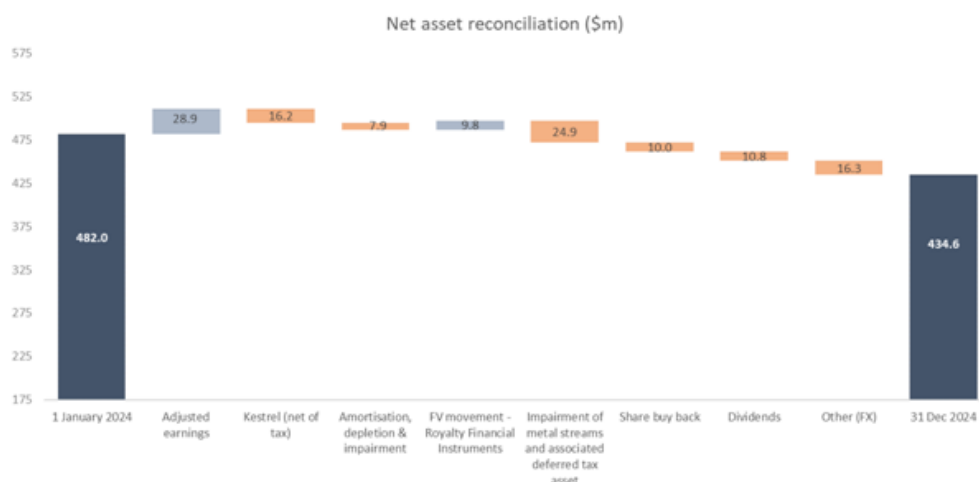 Net asset reconciliation ($m)
575
525
475
425
375
325
275
225
175
482.0
28.9
16.2
7.9
9.8
24.9
10.0
10.8
16.3
434.6
1 January 2024
Adjusted
earnings
Kestrel (net of
tax)
Amortisation,
depletion &
impairment
FV movement -
Royalty Financial
Instruments
Impairment of
metal streams
and associated
deferred tax
asset
Share buy back
Dividends
Other (FX)
31 Dec 2024